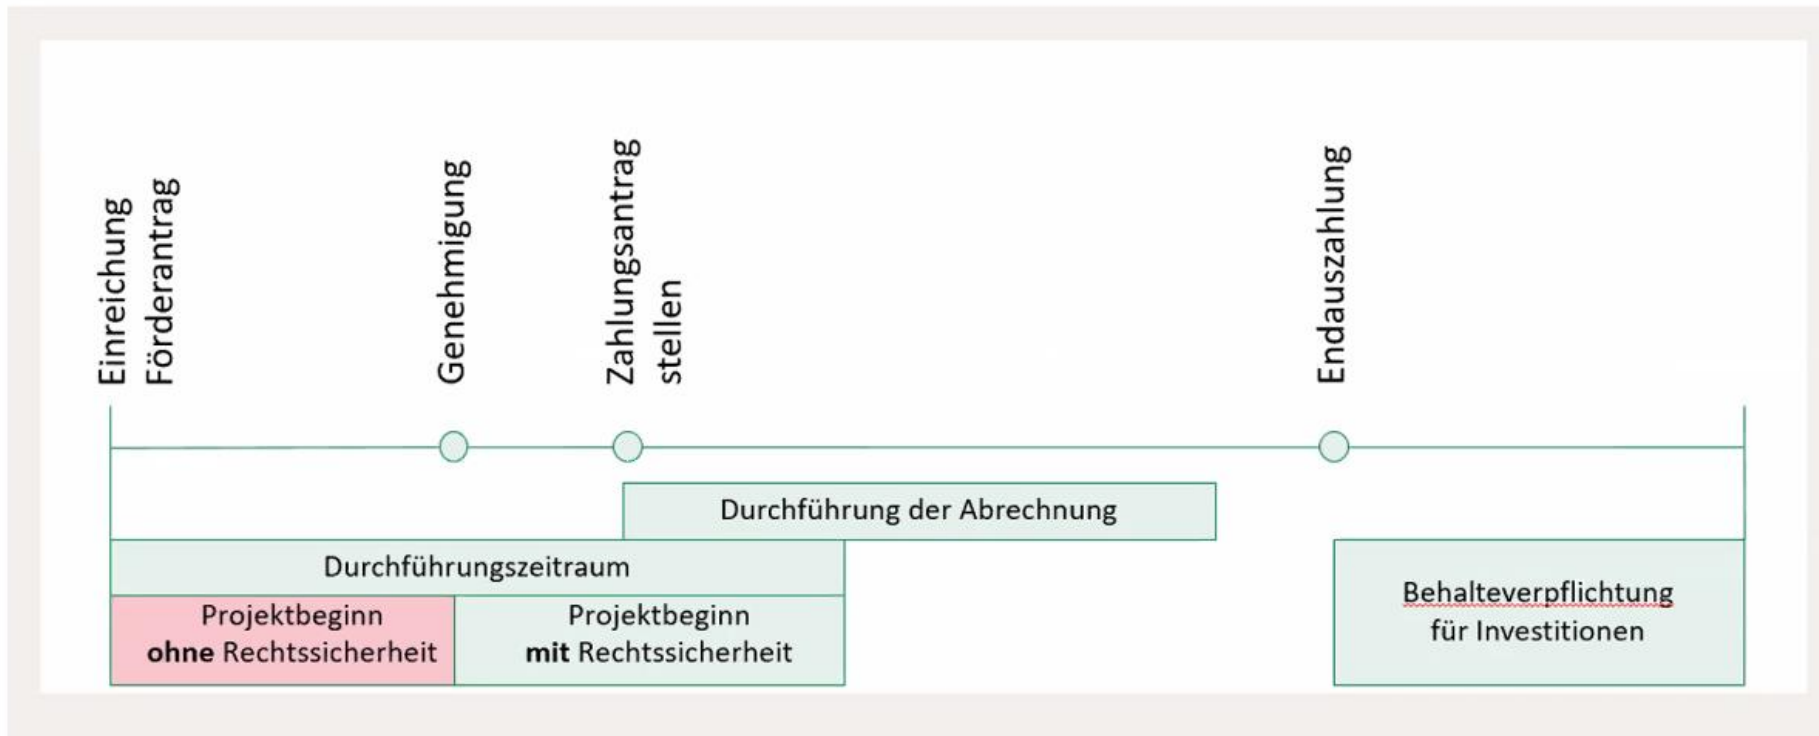 Einreichung
Förderantrag
Genehmigung
Zahlungsantrag
stellen
Endauszahlung
Durchführung der Abrechnung
Durchführungszeitraum
Projektbeginn
ohne Rechtssicherheit
Projektbeginn
mit Rechtssicherheit
Behalteverpflichtung
für Investitionen